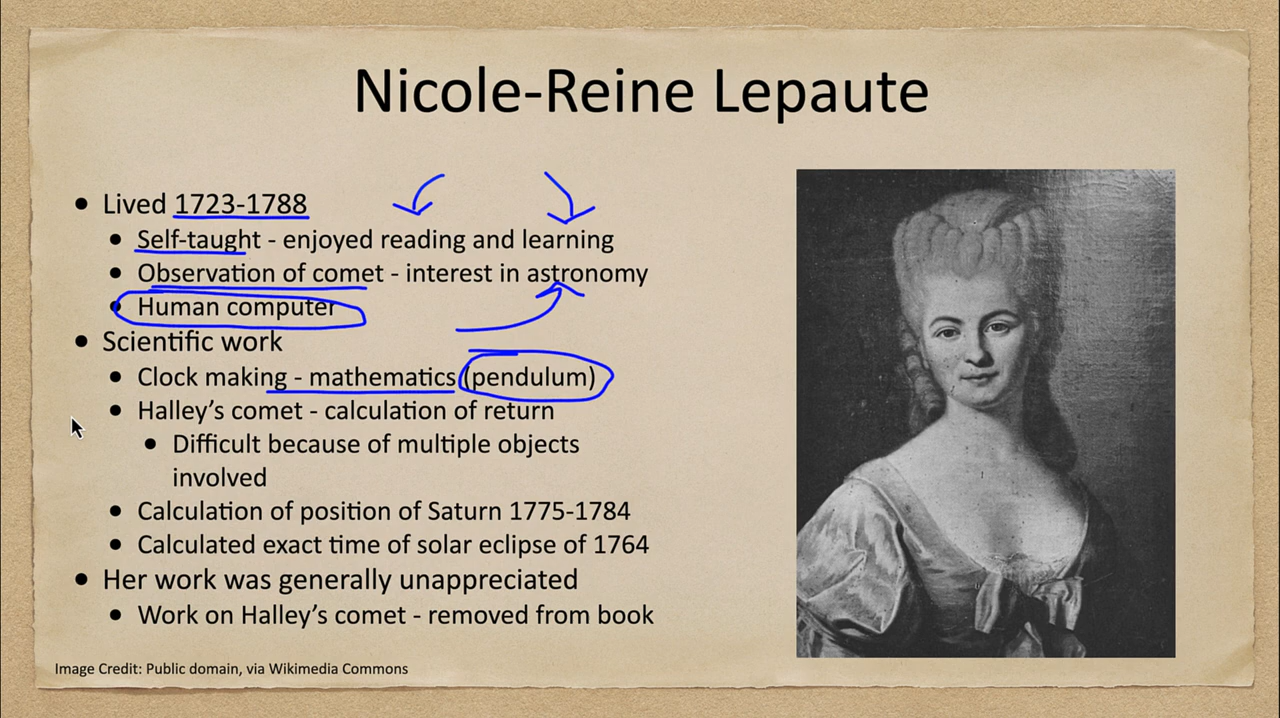 Nicole-Reine Lepaute
• Lived 1723-1788
• Self-taught - enjoyed reading and learning
• Observation of comet - interest in astronomy
• Human computer
• Scientific work
• Clock making - mathematics (pendulum)
• Halley’s comet - calculation of return
• Difficult because of multiple objects
involved
• Calculation of position of Saturn 1775-1784
• Calculated exact time of solar eclipse of 1764
• Her work was generally unappreciated
• Work on Halley’s comet - removed from book
Image Credit: Public domain, via Wikimedia Commons